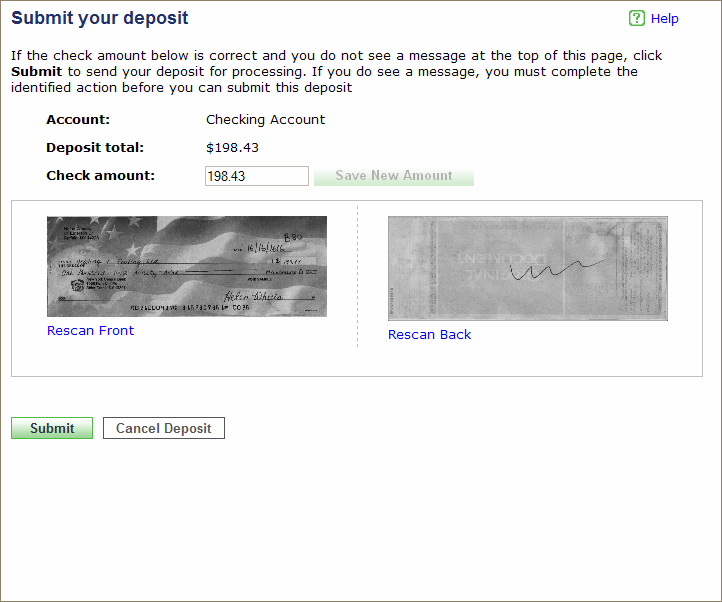 Submit your deposit
? Help
If the check amount below is correct and you do not see a message at the top of this page, click
Submit to send your deposit for processing. If you do see a message, you must complete the
identified action before you can submit this deposit
Account: Checking Account
Deposit total: $198.43
Check amount: 198.43 Save New Amount
880
Helen Wheels
Rescan Front
Rescan Back
Submit Cancel Deposit